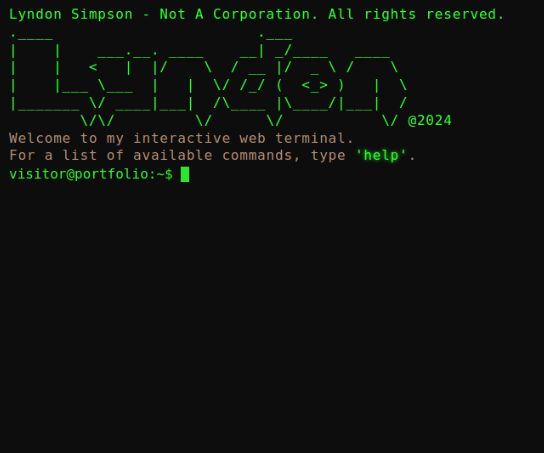 Lyndon Simpson - Not A Corporation. All rights reserved.
Lyndon
@2024
Welcome to my interactive web terminal.
For a list of available commands, type 'help'.
visitor@portfolio:~$